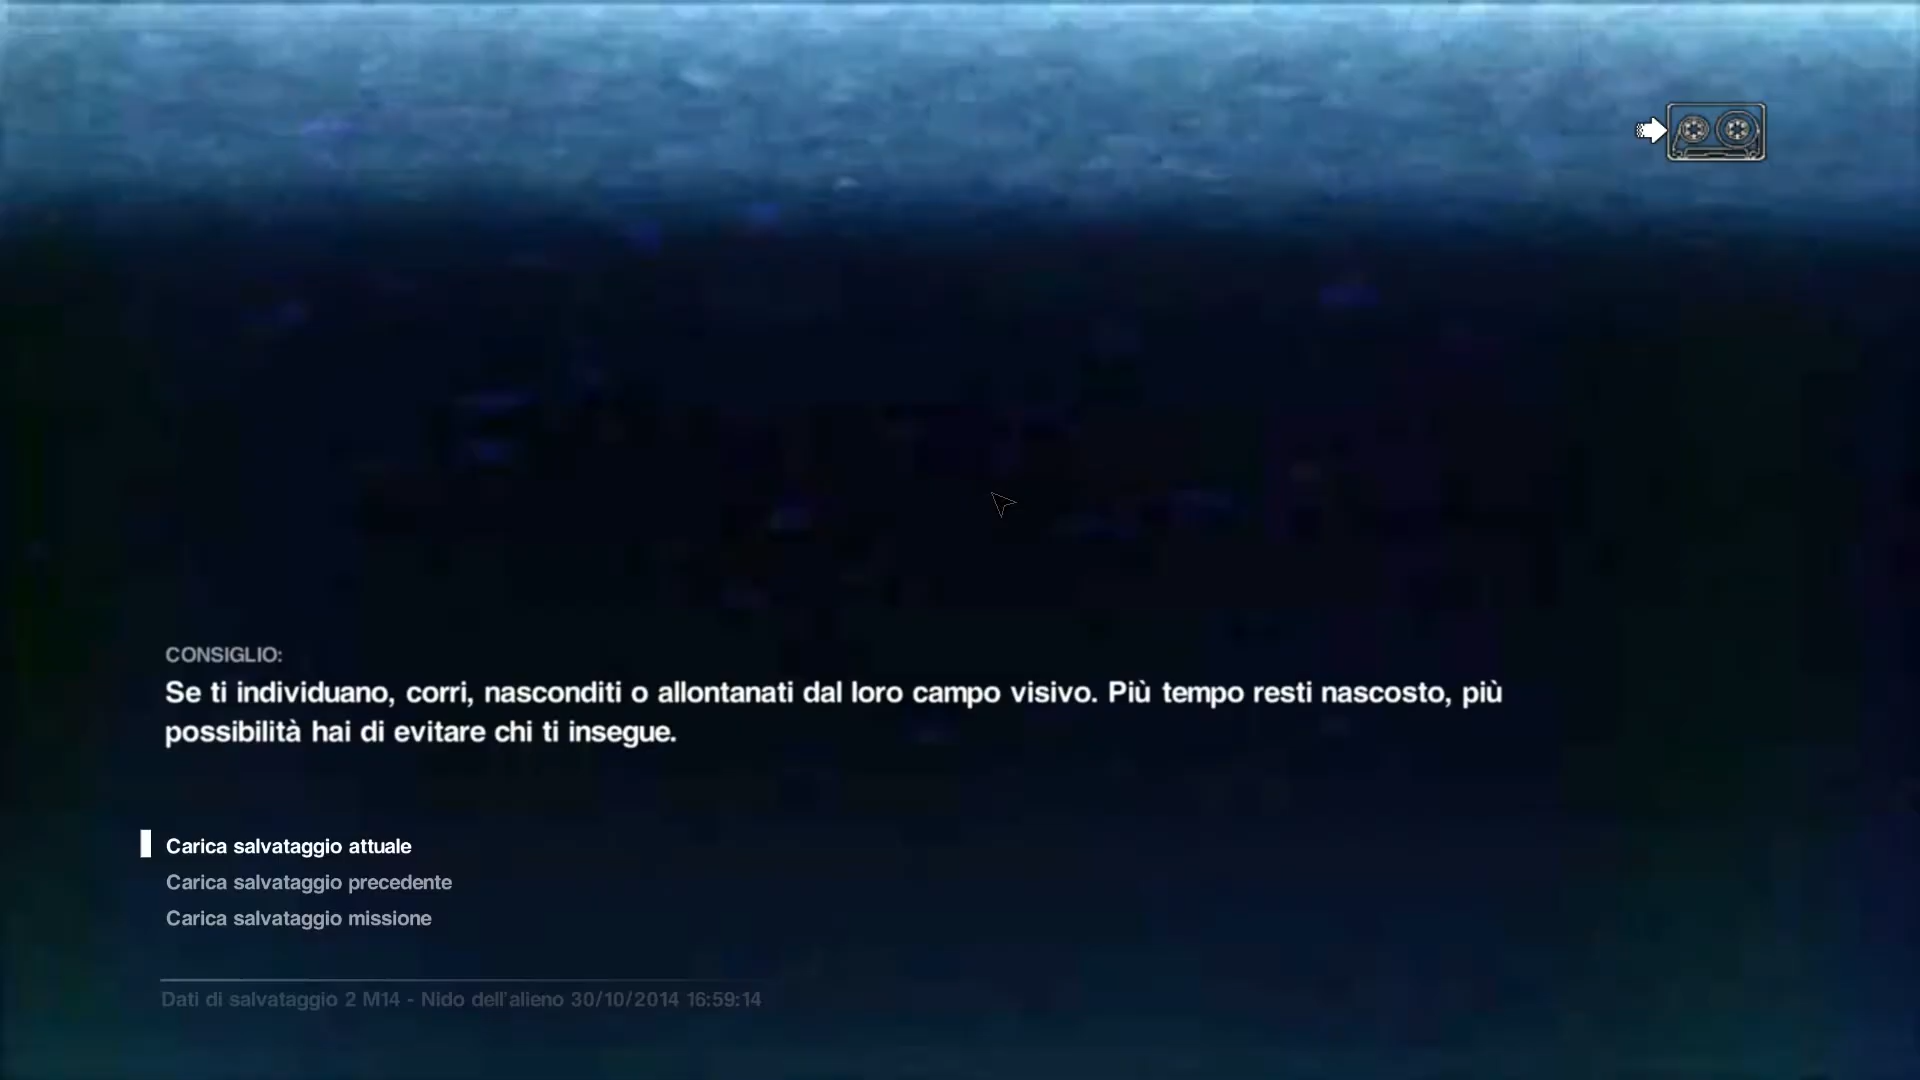 CONSIGLIO:
Se ti individuano, corri, nasconditi o allontanati dal loro campo visivo. Più tempo resti nascosto, più
possibilità hai di evitare chi ti insegue.
Carica salvataggio attuale
Carica salvataggio precedente
Carica salvataggio missione
Dati di salvataggio 2 M14 - Nido dell'alieno 30/10/2014 16:59:14